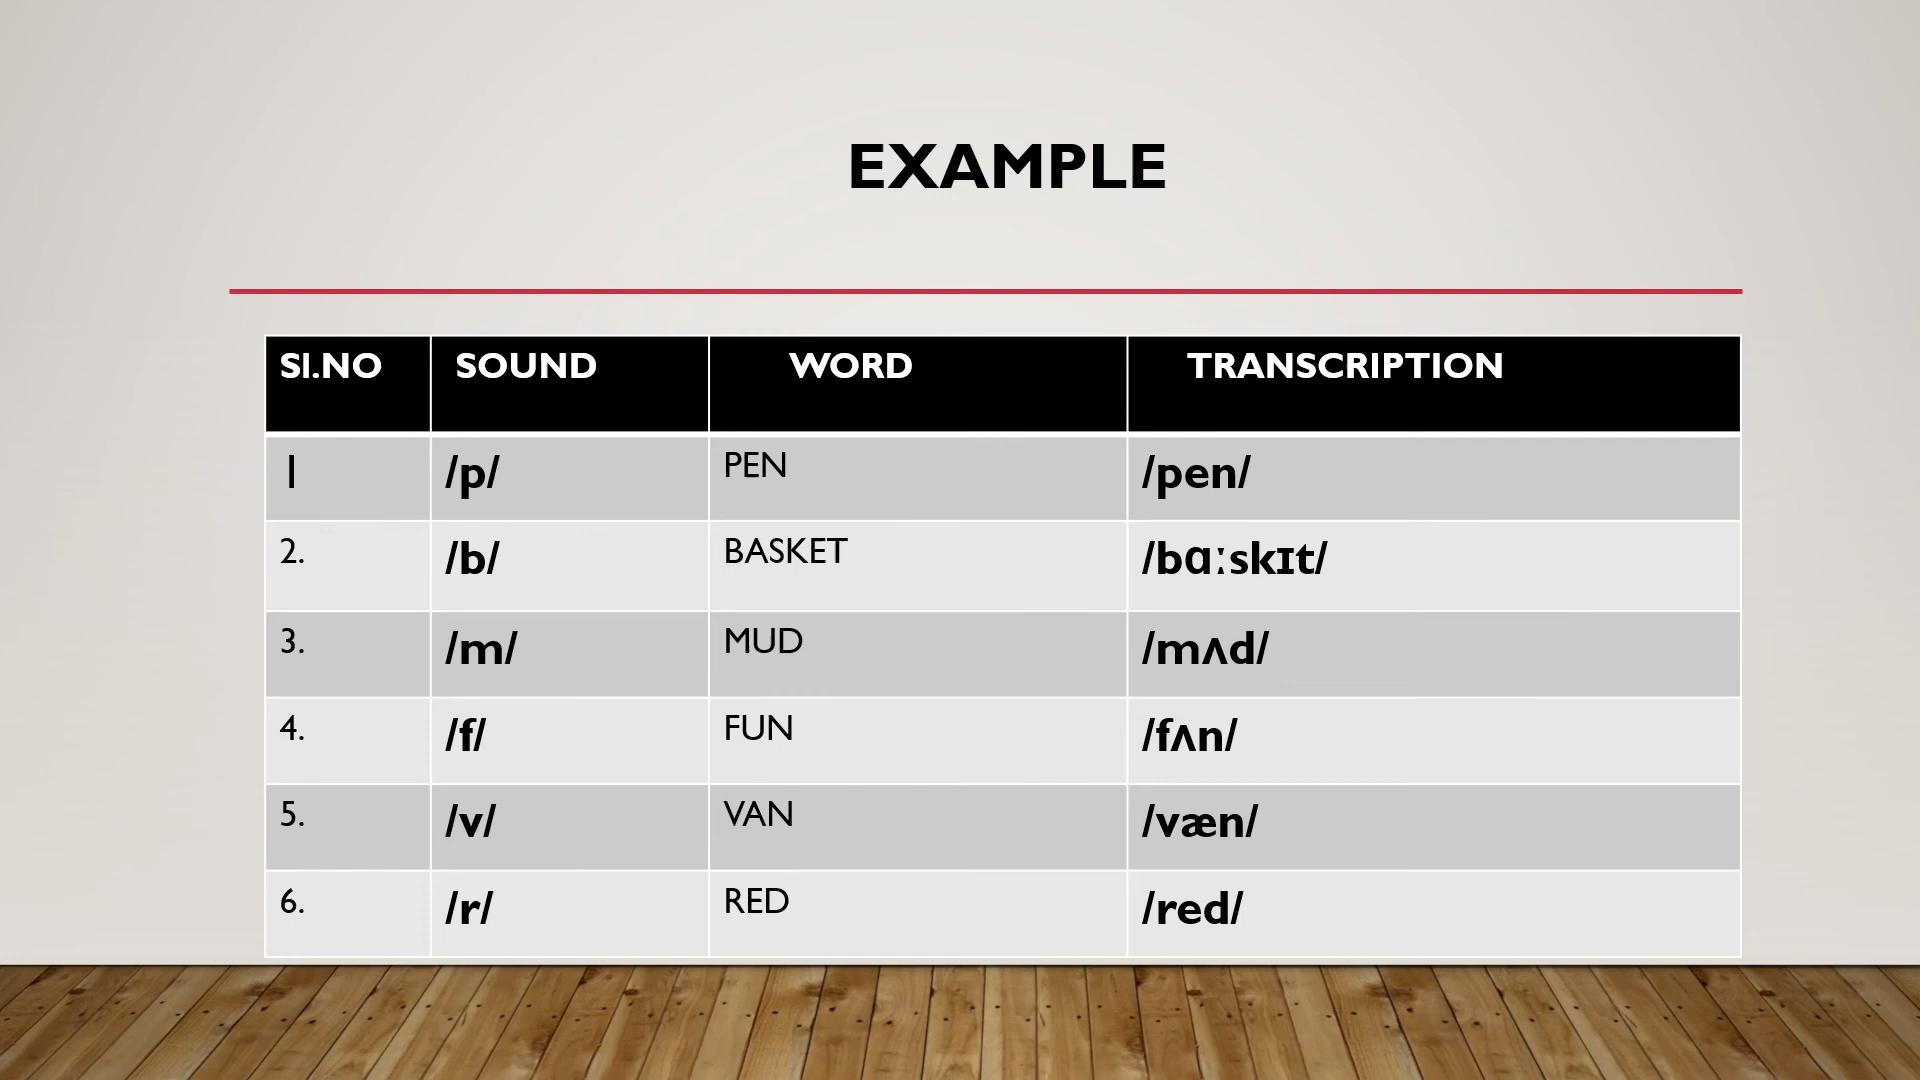 EXAMPLE
Sl.NO SOUND WORD TRANSCRIPTION
1 /p/ PEN /pen/
2. /b/ BASKET /bɑːskɪt/
3. /m/ MUD /mʌd/
4. /f/ FUN /fʌn/
5. /v/ VAN /væn/
6. /r/ RED /red/